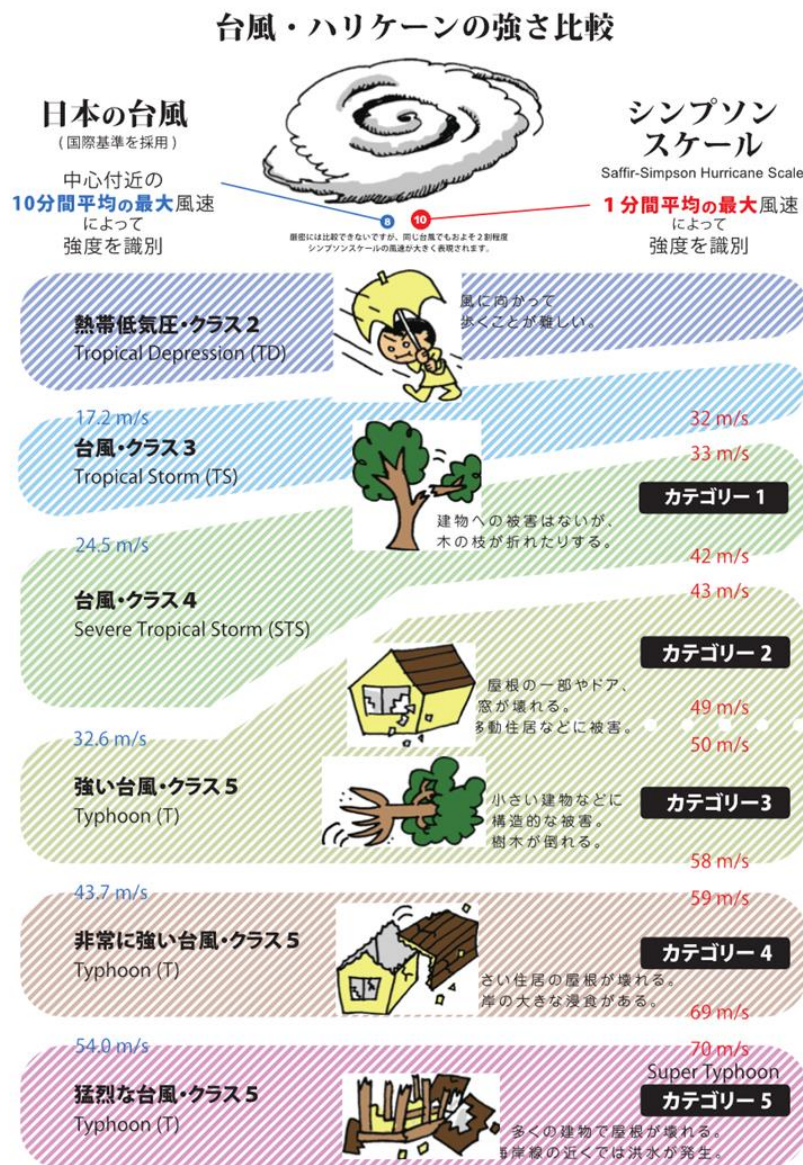 台風・ハリケーンの強さ比較
日本の台風
(国際基準を採用)
中心付近の
10分間平均の最大風速
によって
強度を識別
シンプソン
スケール
Saffir-Simpson Hurricane Scale
1分間平均の最大風速
によって
強度を識別
8
10
厳密には比較できないですが、同じ台風でもおよそ2割程度
シンプソンスケールの風速が大きく表現されます。
熱帯低気圧・クラス2
Tropical Depression (TD)
風に向かって
歩くことが難しい。
17.2 m/s
台風・クラス3
Tropical Storm (TS)
32 m/s
33 m/s
カテゴリー 1
建物への被害はないが、
木の枝が折れたりする。
24.5 m/s
42 m/s
43 m/s
台風・クラス4
Severe Tropical Storm (STS)
カテゴリー 2
屋根の一部やドア、
窓が壊れる。
移動住居などに被害。
49 m/s
50 m/s
32.6 m/s
強い台風・クラス5
Typhoon (T)
カテゴリー3
小さい建物などに
構造的な被害。
樹木が倒れる。
58 m/s
59 m/s
43.7 m/s
非常に強い台風・クラス5
Typhoon (T)
カテゴリー 4
さい住居の屋根が壊れる。
岸の大きな浸食がある。
69 m/s
70 m/s
54.0 m/s
Super Typhoon
猛烈な台風・クラス5
Typhoon (T)
カテゴリー 5
多くの建物で屋根が壊れる。
海岸線の近くでは洪水が発生。